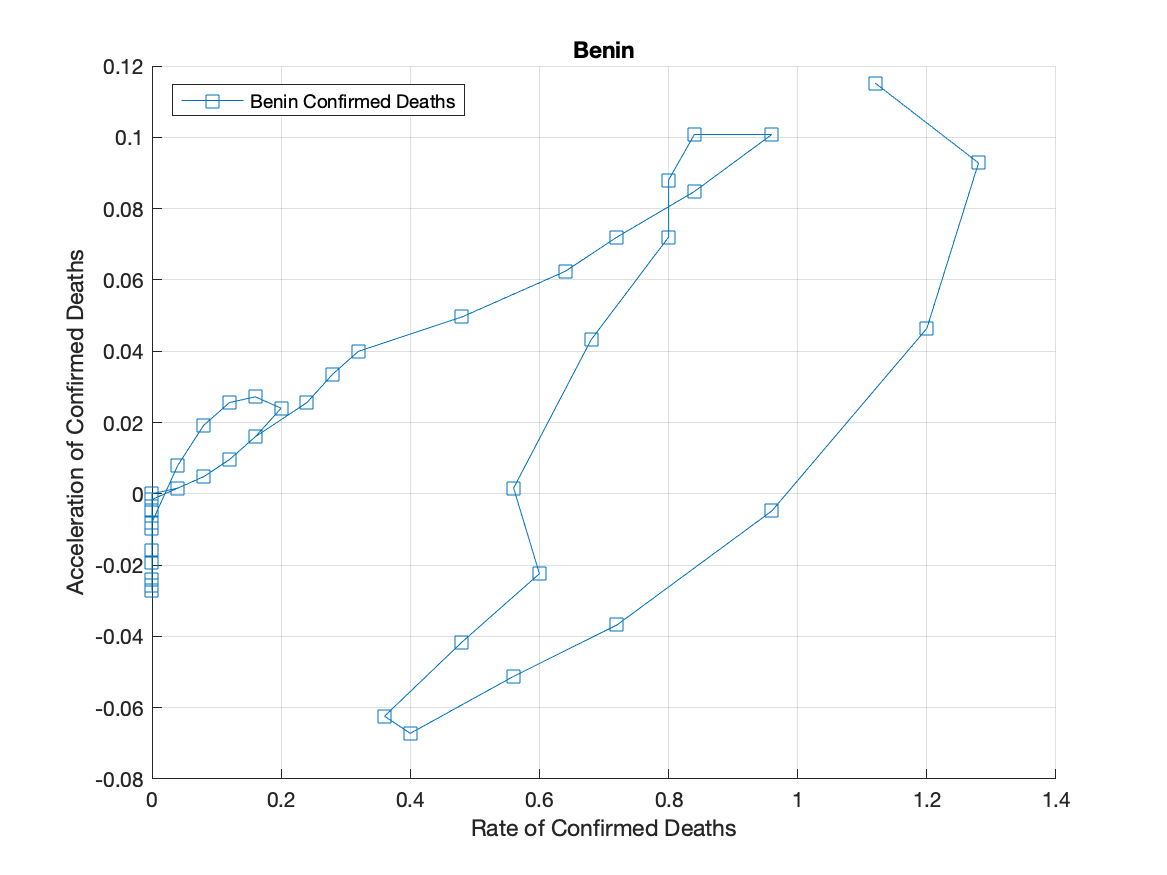 Benin
Benin Confirmed Deaths
Acceleration of Confirmed Deaths
0.12
0.1
0.08
0.06
0.04
0.02
0
-0.02
-0.04
-0.06
-0.08
0 0.2 0.4 0.6 0.8 1 1.2 1.4
Rate of Confirmed Deaths